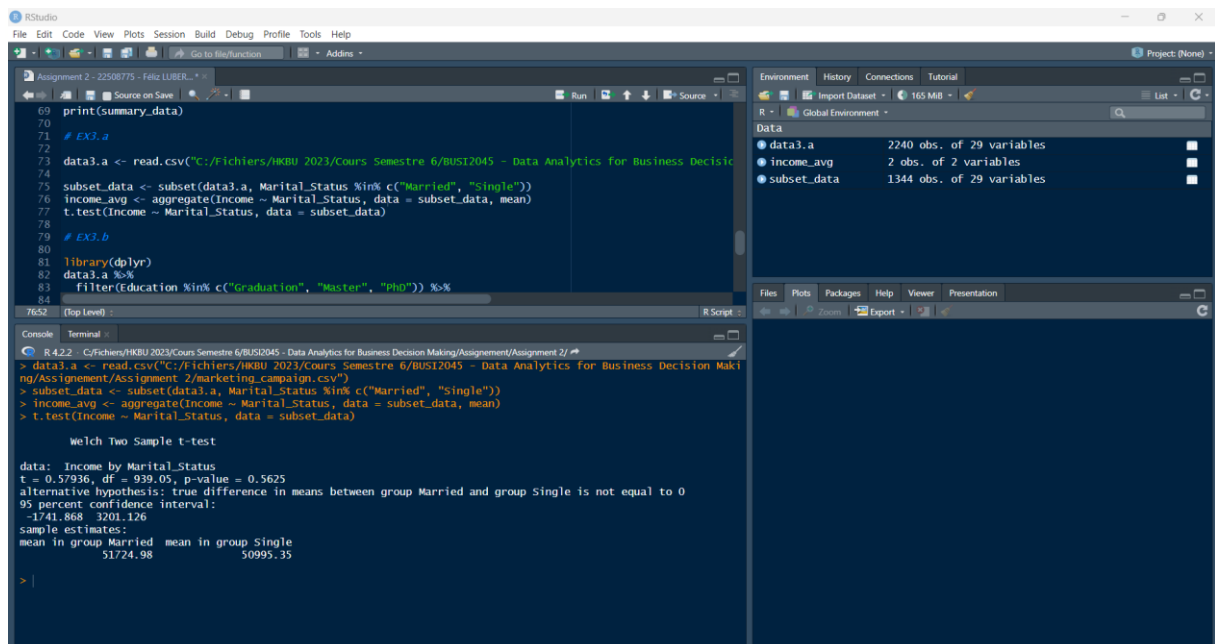 RStudio
File Edit Code View Plots Session Build Debug Profile Tools Help
Go to file/function Addins Project: (None)
Assignment 2 - 22508775 - Féliz LUBER...*
Source on Save Run Source
69 print(summary_data)
70
71 # EX3.a
72
73 data3.a <- read.csv("C:/Fichiers/HKBU 2023/Cours Semestre 6/BUSI2045 - Data Analytics for Business Decisic
74
75 subset_data <- subset(data3.a, Marital_Status %in% c("Married", "Single"))
76 income_avg <- aggregate(Income ~ Marital_Status, data = subset_data, mean)
77 t.test(Income ~ Marital_Status, data = subset_data)
78
79 # EX3.b
80
81 library(dplyr)
82 data3.a %>%
83 filter(Education %in% c("Graduation", "Master", "PhD")) %>%
84
76:52 (Top Level) R Script
Console Terminal
R 4.2.2 · C:/Fichiers/HKBU 2023/Cours Semestre 6/BUSI2045 - Data Analytics for Business Decision Making/Assignement/Assignment 2/
> data3.a <- read.csv("C:/Fichiers/HKBU 2023/Cours Semestre 6/BUSI2045 - Data Analytics for Business Decision Maki
ng/Assignement/Assignment 2/marketing_campaign.csv")
> subset_data <- subset(data3.a, Marital_Status %in% c("Married", "Single"))
> income_avg <- aggregate(Income ~ Marital_Status, data = subset_data, mean)
> t.test(Income ~ Marital_Status, data = subset_data)
Welch Two Sample t-test
data: Income by Marital_Status
t = 0.57936, df = 939.05, p-value = 0.5625
alternative hypothesis: true difference in means between group Married and group Single is not equal to 0
95 percent confidence interval:
-1741.868 3201.126
sample estimates:
mean in group Married mean in group Single
51724.98 50995.35
>
Environment History Connections Tutorial
Import Dataset 165 MiB List
R Global Environment
Data
data3.a 2240 obs. of 29 variables
income_avg 2 obs. of 2 variables
subset_data 1344 obs. of 29 variables
Files Plots Packages Help Viewer Presentation
Zoom Export